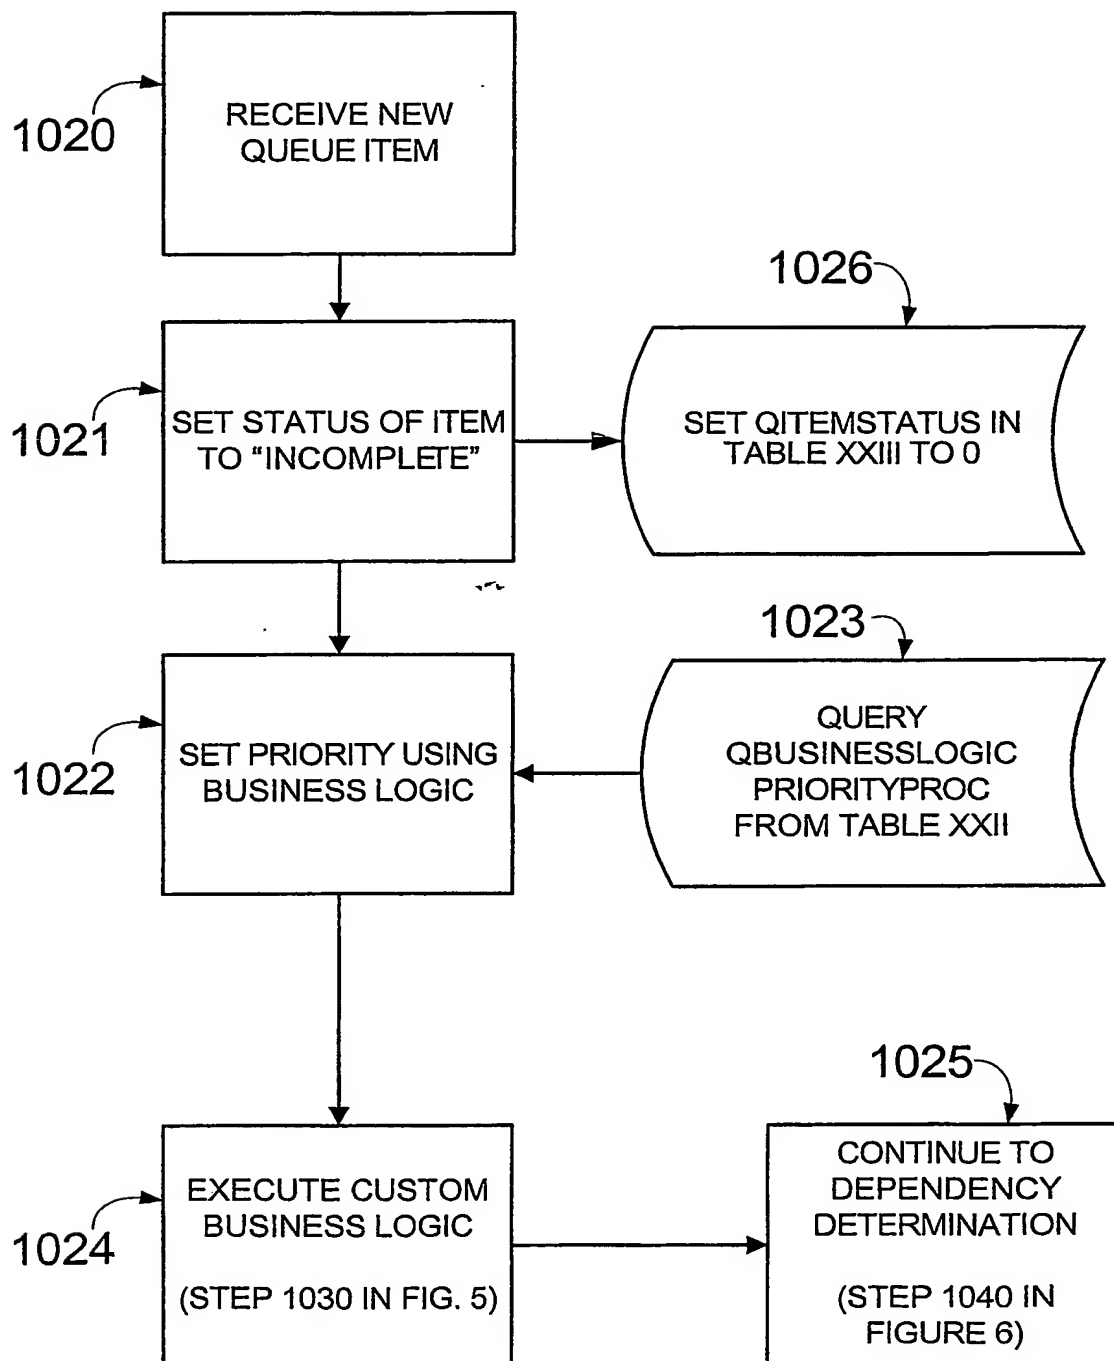 1020
RECEIVE NEW
QUEUE ITEM
1026
1021
SET STATUS OF ITEM
TO “INCOMPLETE”
SET QITEMSTATUS IN
TABLE XXIII TO 0
1023
1022
SET PRIORITY USING
BUSINESS LOGIC
QUERY
QBUSINESSLOGIC
PRIORITYPROC
FROM TABLE XXII
1025
1024
EXECUTE CUSTOM
BUSINESS LOGIC
(STEP 1030 IN FIG. 5)
CONTINUE TO
DEPENDENCY
DETERMINATION
(STEP 1040 IN
FIGURE 6)